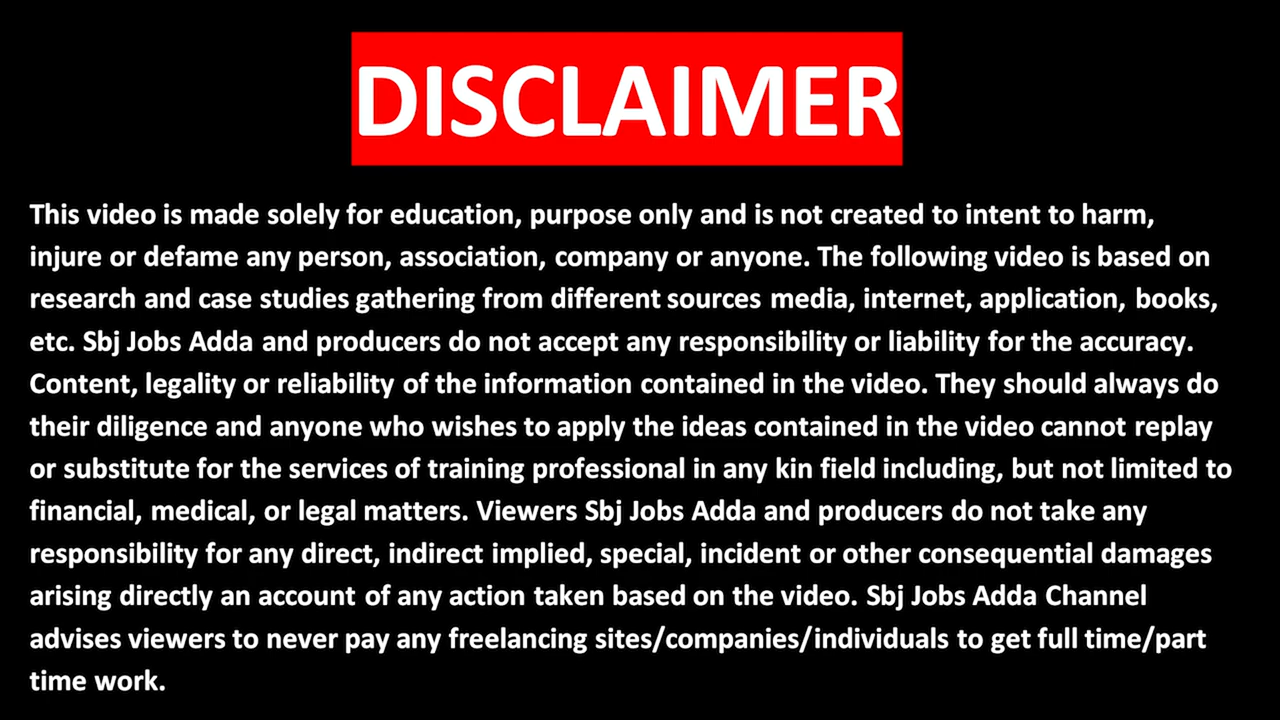 DISCLAIMER
This video is made solely for education, purpose only and is not created to intent to harm,
injure or defame any person, association, company or anyone. The following video is based on
research and case studies gathering from different sources media, internet, application, books,
etc. Sbj Jobs Adda and producers do not accept any responsibility or liability for the accuracy.
Content, legality or reliability of the information contained in the video. They should always do
their diligence and anyone who wishes to apply the ideas contained in the video cannot replay
or substitute for the services of training professional in any kin field including, but not limited to
financial, medical, or legal matters. Viewers Sbj Jobs Adda and producers do not take any
responsibility for any direct, indirect implied, special, incident or other consequential damages
arising directly an account of any action taken based on the video. Sbj Jobs Adda Channel
advises viewers to never pay any freelancing sites/companies/individuals to get full time/part
time work.